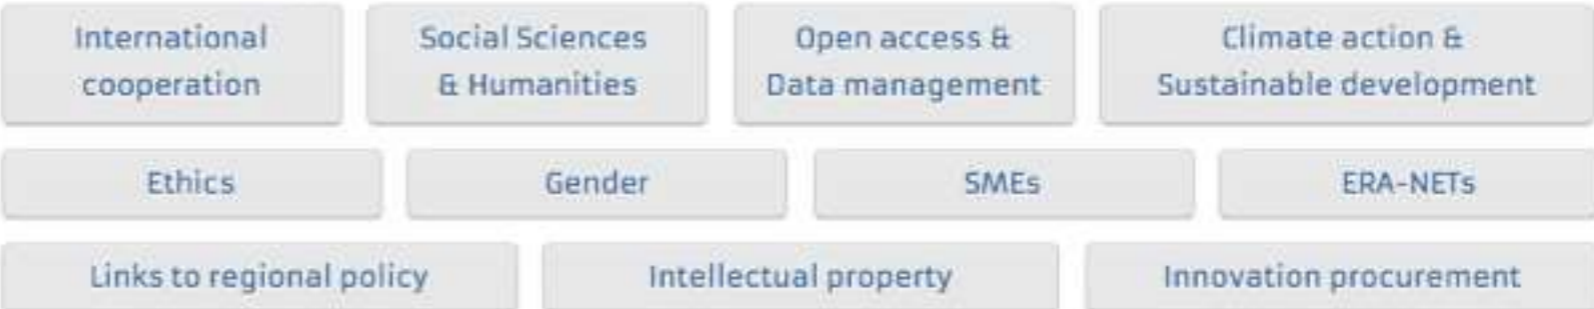 International
cooperation
Social Sciences
& Humanities
Open access &
Data management
Climate action &
Sustainable development
Ethics
Gender
SMEs
ERA-NETs
Links to regional policy
Intellectual property
Innovation procurement